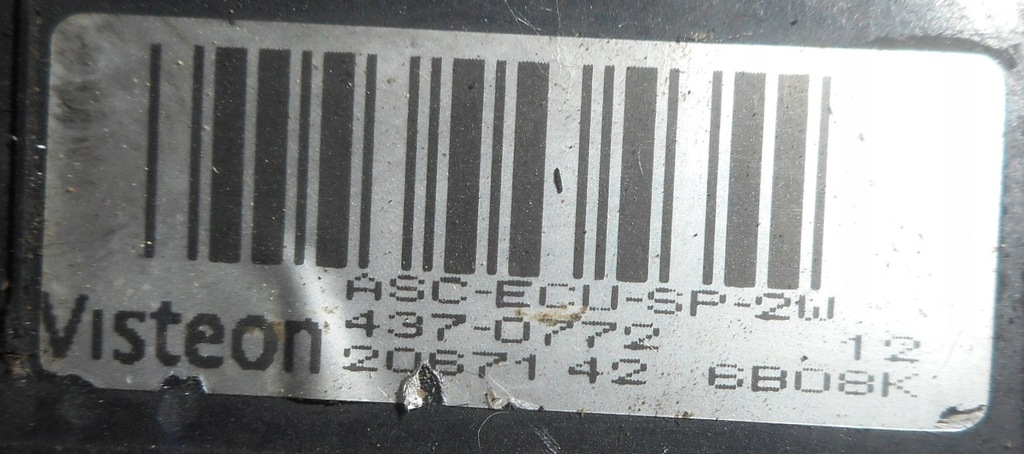 ASC-ECU-SP-2W
Visteon
437-0772
12
20671 42 6B08K